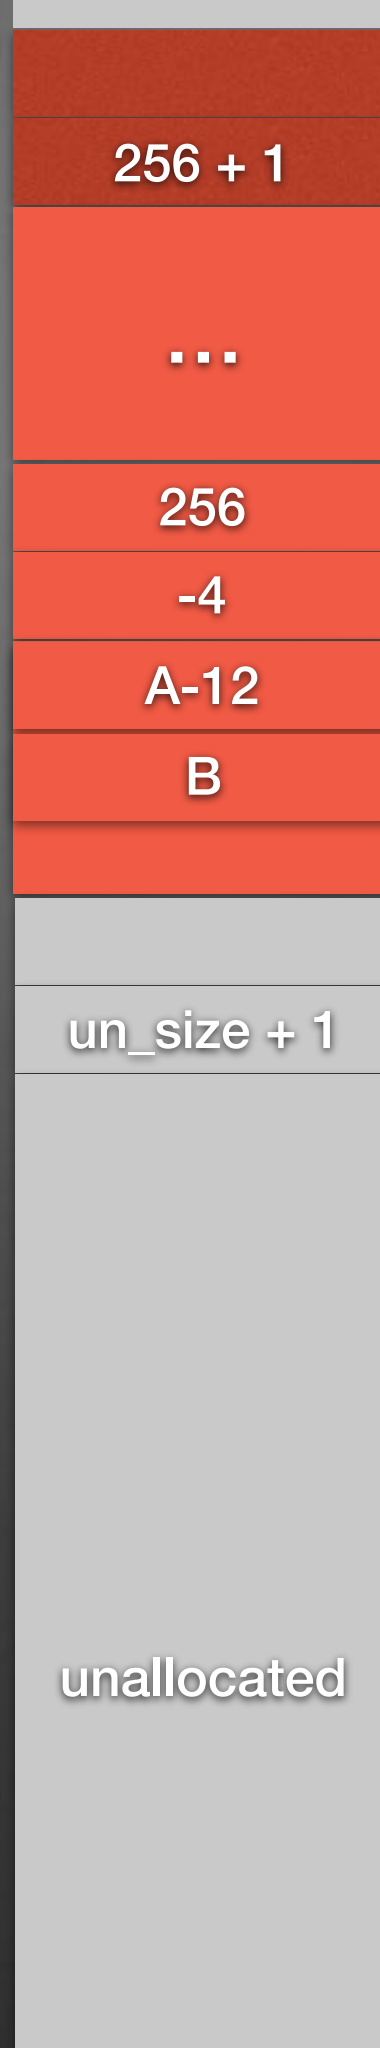 256 + 1
...
256
-4
A-12
B
un_size + 1
unallocated